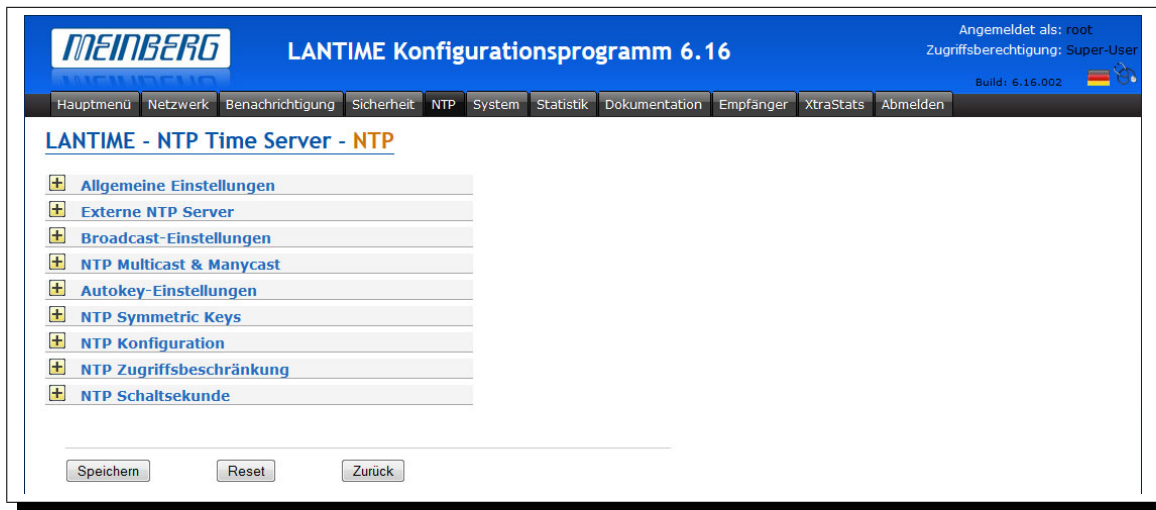 MEINBERG
LANTIME Konfigurationsprogramm 6.16
Angemeldet als: root
Zugriffsberechtigung: Super-User
Build: 6.16.002
Hauptmenü Netzwerk Benachrichtigung Sicherheit NTP System Statistik Dokumentation Empfänger XtraStats Abmelden
LANTIME - NTP Time Server - NTP
Allgemeine Einstellungen
Externe NTP Server
Broadcast-Einstellungen
NTP Multicast & Manycast
Autokey-Einstellungen
NTP Symmetric Keys
NTP Konfiguration
NTP Zugriffsbeschränkung
NTP Schaltsekunde
Speichern Reset Zurück